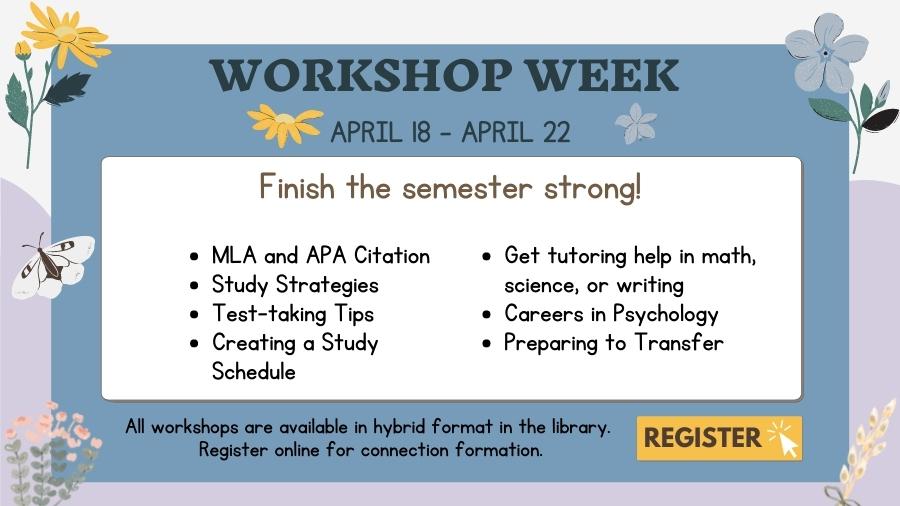 WORKSHOP WEEK
APRIL 18 - APRIL 22
Finish the semester strong!
• MLA and APA Citation
• Study Strategies
• Test-taking Tips
• Creating a Study
Schedule
• Get tutoring help in math,
science, or writing
• Careers in Psychology
• Preparing to Transfer
All workshops are available in hybrid format in the library.
Register online for connection formation.
REGISTER